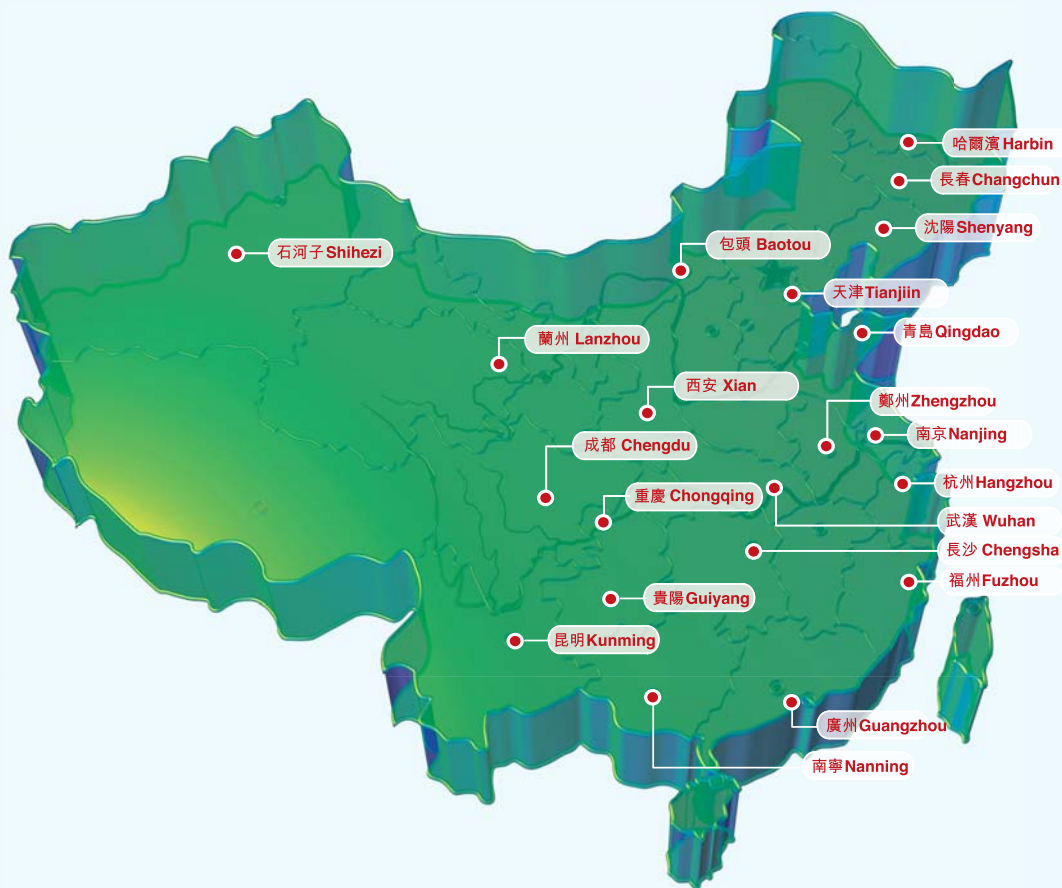 哈爾濱 Harbin
長春 Changchun
沈陽 Shenyang
包頭 Baotou
石河子 Shihezi
天津 Tianjiin
青島 Qingdao
蘭州 Lanzhou
西安 Xian
鄭州 Zhengzhou
南京 Nanjing
成都 Chengdu
杭州 Hangzhou
重慶 Chongqing
武漢 Wuhan
長沙 Chengsha
福州 Fuzhou
貴陽 Guiyang
昆明 Kunming
廣州 Guangzhou
南寧 Nanning